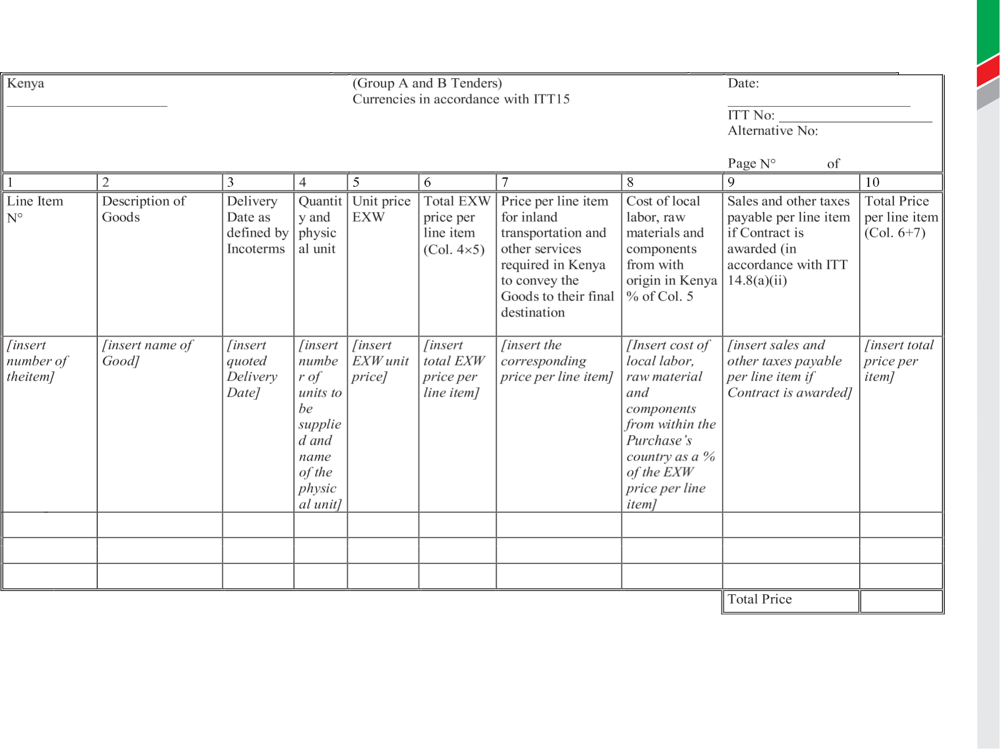 Kenya
(Group A and B Tenders)
Currencies in accordance with ITT15
Date:
ITT No:
Alternative No:
Page N° of
1 2 3 4 5 6 7 8 9 10
Line Item
N°
Description of
Goods
Delivery
Date as
defined by
Incoterms
Quantit
y and
physic
al unit
Unit price
EXW
Total EXW
price per
line item
(Col. 4×5)
Price per line item
for inland
transportation and
other services
required in Kenya
to convey the
Goods to their final
destination
Cost of local
labor, raw
materials and
components
from with
origin in Kenya
% of Col. 5
Sales and other taxes
payable per line item
if Contract is
awarded (in
accordance with ITT
14.8(a)(ii)
Total Price
per line item
(Col. 6+7)
[insert
number of
theitem]
[insert name of
Good]
[insert
quoted
Delivery
Date]
[insert
numbe
r of
units to
be
supplie
d and
name
of the
physic
al unit]
[insert
EXW unit
price]
[insert
total EXW
price per
line item]
[insert the
corresponding
price per line item]
[Insert cost of
local labor,
raw material
and
components
from within the
Purchase’s
country as a %
of the EXW
price per line
item]
[insert sales and
other taxes payable
per line item if
Contract is awarded]
[insert total
price per
item]
Total Price